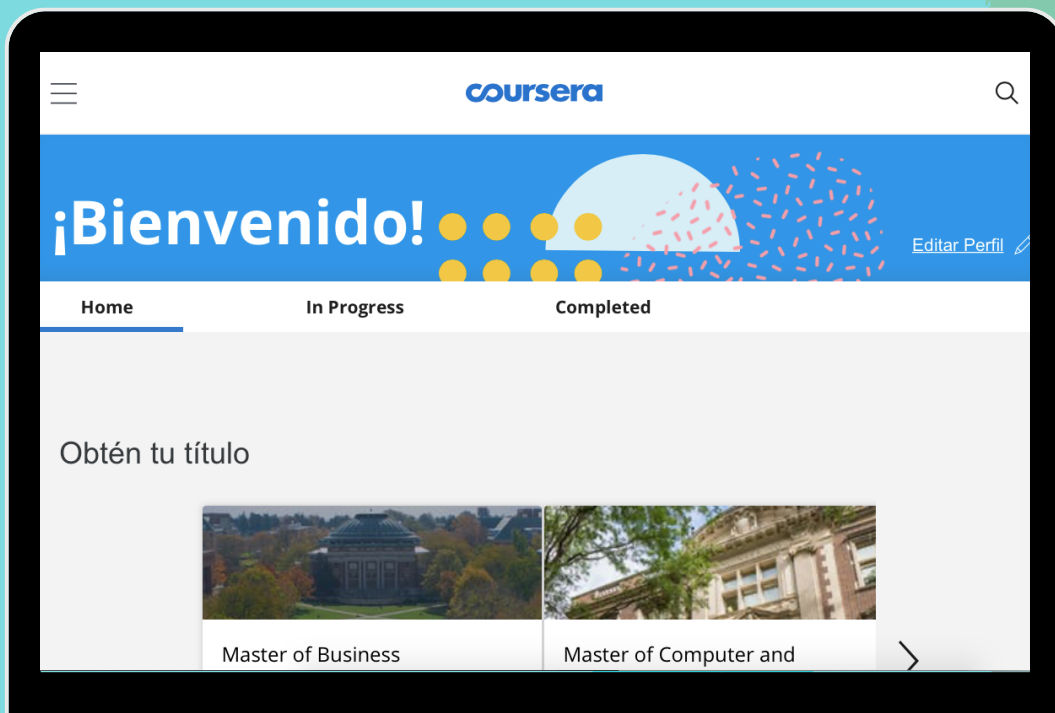 coursera
¡Bienvenido!
Editar Perfil
Home In Progress Completed
Obtén tu título
Master of Business Master of Computer and